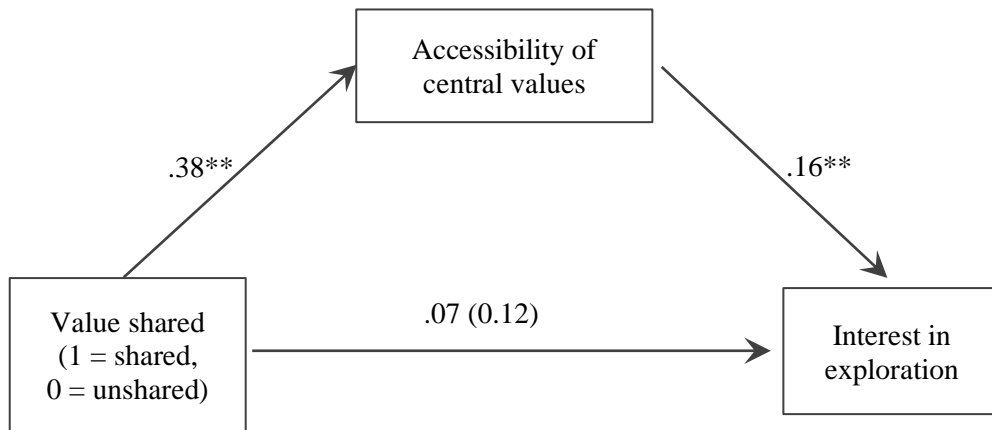 Accessibility of
central values
.38**
.16**
.07 (0.12)
Value shared
(1 = shared,
0 = unshared)
Interest in
exploration